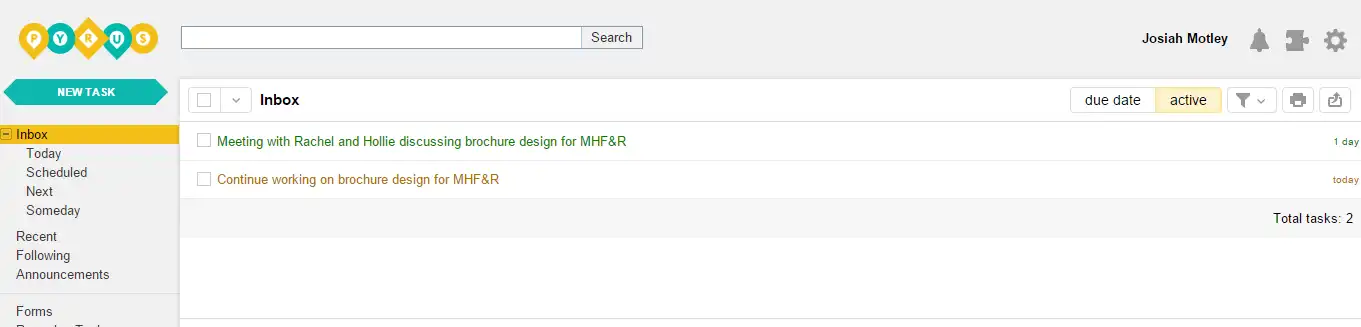 PYRUS
Search
Josiah Motley
NEW TASK
Inbox
due date
active
Inbox
Today
Scheduled
Next
Someday
Recent
Following
Announcements
Forms
Meeting with Rachel and Hollie discussing brochure design for MHF&R
1 day
Continue working on brochure design for MHF&R
today
Total tasks: 2